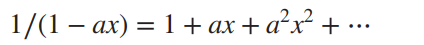 1/(1 − ax) = 1 + ax + a²x² + ⋯